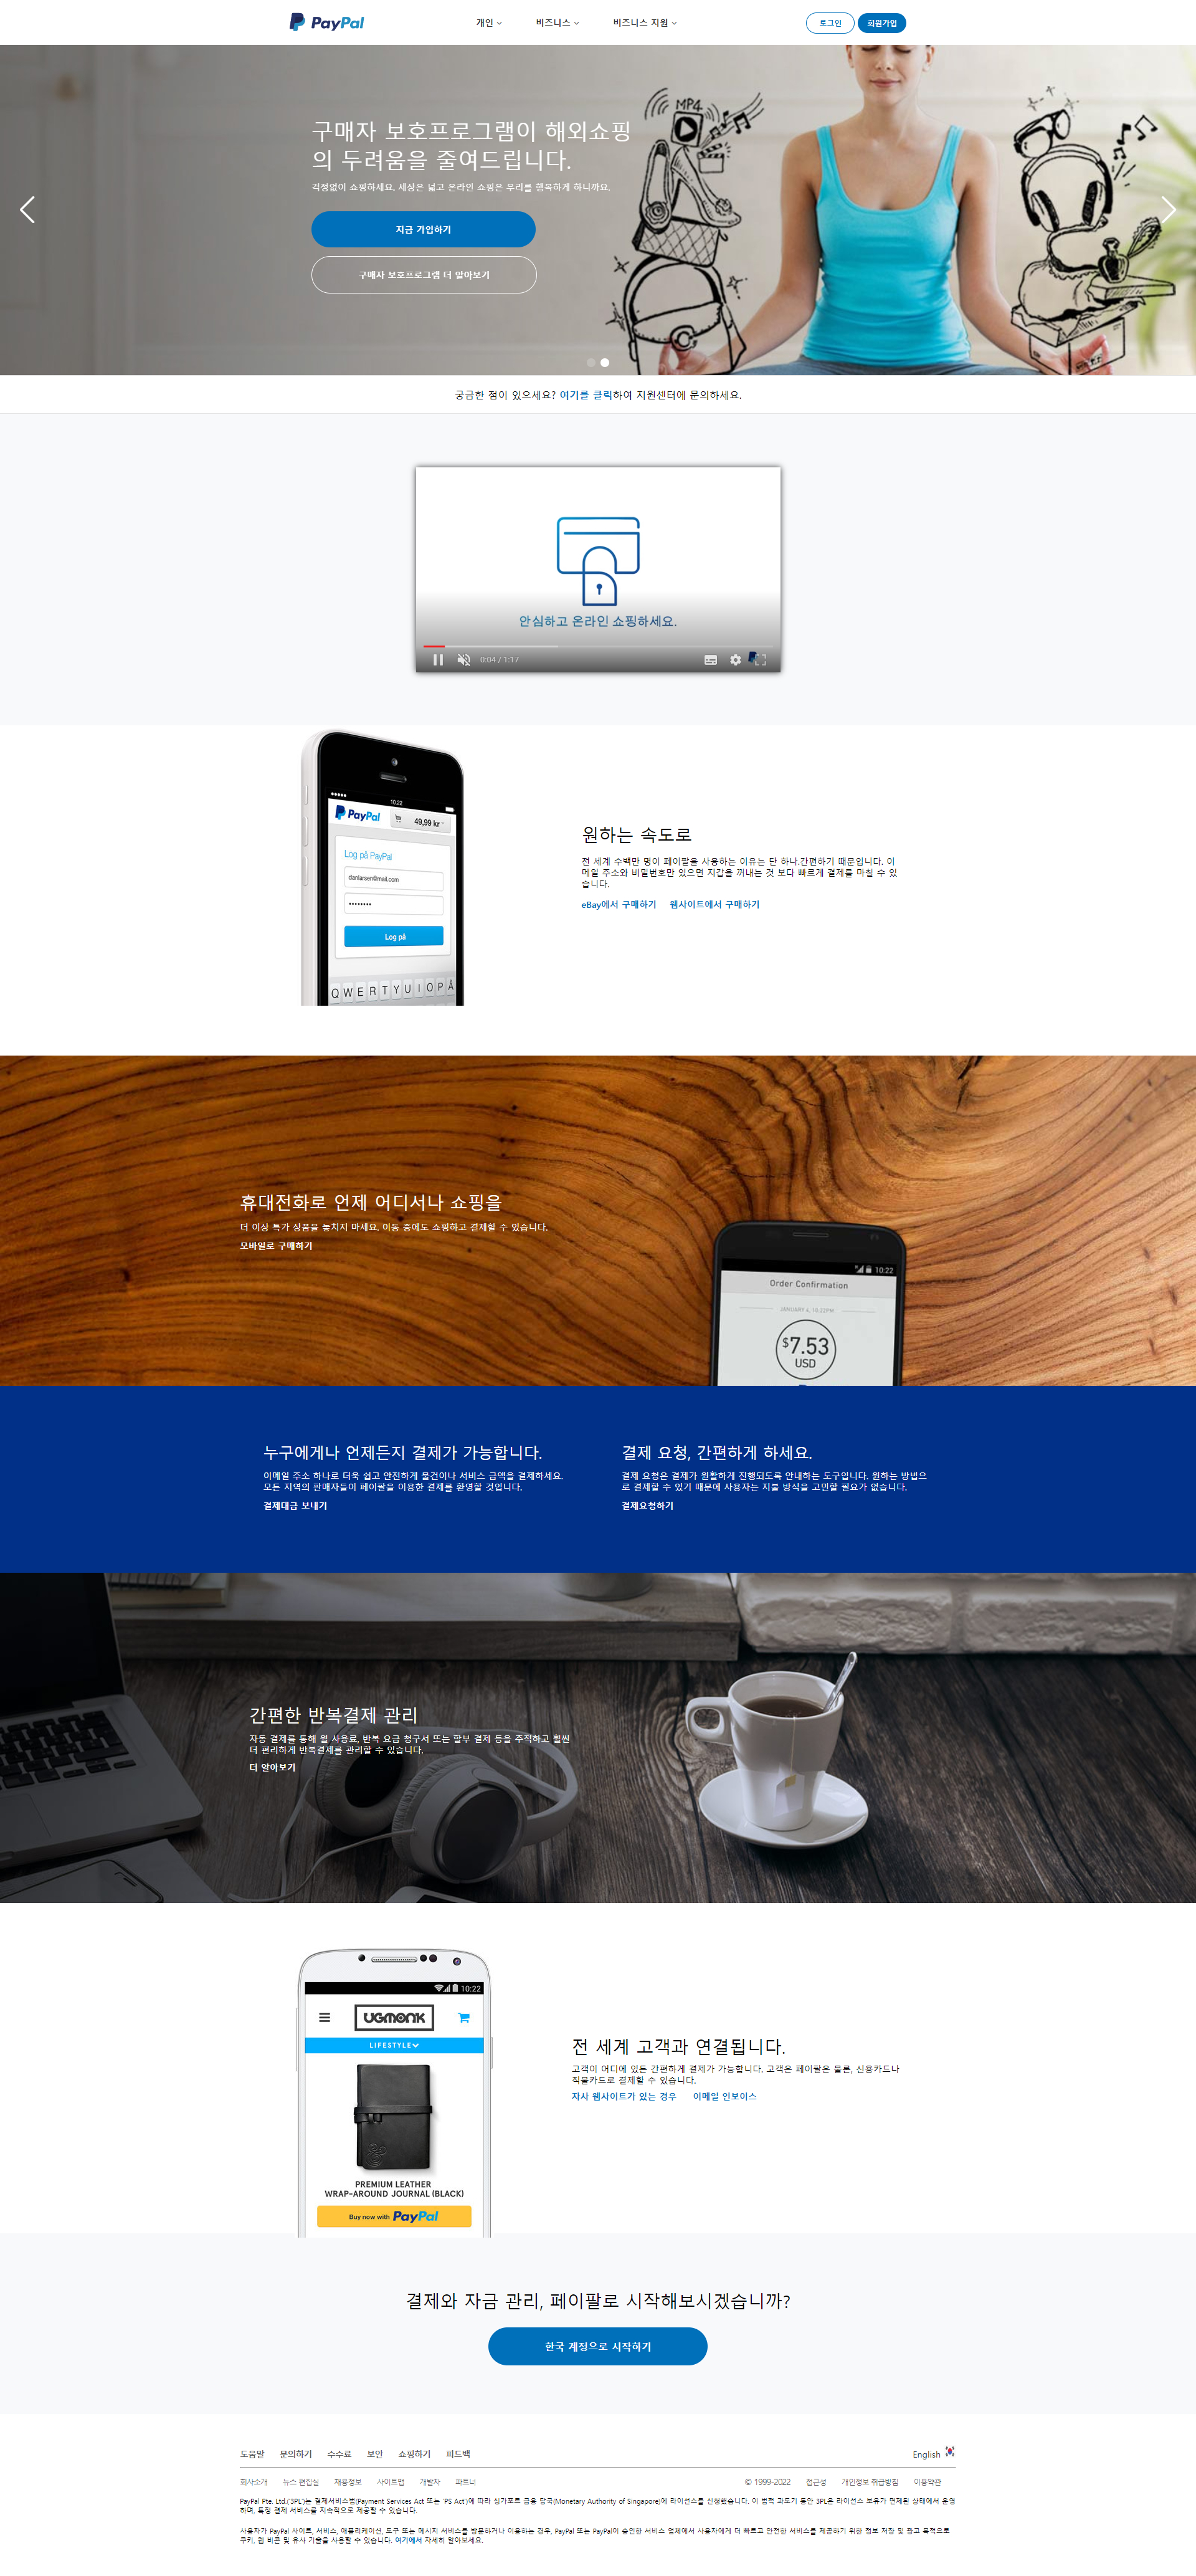 PayPal
개인
비즈니스
비즈니스 지원
로그인
회원가입
구매자 보호프로그램이 해외쇼핑
의 두려움을 줄여드립니다.
걱정없이 쇼핑하세요. 세상은 넓고 온라인 쇼핑은 우리를 행복하게 하니까요.
지금 가입하기
구매자 보호프로그램 더 알아보기
MP4
궁금한 점이 있으세요? 여기를 클릭하여 지원센터에 문의하세요.
안심하고 온라인 쇼핑하세요.
0:04 / 1:17
10.22
PayPal
49,99 kr
Log på PayPal
danlarsen@mail.com
Log på
QWERTYUIOPÅ
원하는 속도로
전 세계 수백만 명이 페이팔을 사용하는 이유는 단 하나.간편하기 때문입니다. 이
메일 주소와 비밀번호만 있으면 지갑을 꺼내는 것 보다 빠르게 결제를 마칠 수 있
습니다.
eBay에서 구매하기
웹사이트에서 구매하기
휴대전화로 언제 어디서나 쇼핑을
더 이상 특가 상품을 놓치지 마세요. 이동 중에도 쇼핑하고 결제할 수 있습니다.
모바일로 구매하기
10:22
Order Confirmation
JANUARY 4, 10:22PM
$7.53
USD
누구에게나 언제든지 결제가 가능합니다.
이메일 주소 하나로 더욱 쉽고 안전하게 물건이나 서비스 금액을 결제하세요.
모든 지역의 판매자들이 페이팔을 이용한 결제를 환영할 것입니다.
결제대금 보내기
결제 요청, 간편하게 하세요.
결제 요청은 결제가 원활하게 진행되도록 안내하는 도구입니다. 원하는 방법으
로 결제할 수 있기 때문에 사용자는 지불 방식을 고민할 필요가 없습니다.
결제요청하기
간편한 반복결제 관리
자동 결제를 통해 월 사용료, 반복 요금 청구서 또는 할부 결제 등을 추적하고 훨씬
더 편리하게 반복결제를 관리할 수 있습니다.
더 알아보기
10:22
UGMONK
LIFESTYLE
PREMIUM LEATHER
WRAP-AROUND JOURNAL (BLACK)
Buy now with PayPal
전 세계 고객과 연결됩니다.
고객이 어디에 있든 간편하게 결제가 가능합니다. 고객은 페이팔은 물론, 신용카드나
직불카드로 결제할 수 있습니다.
자사 웹사이트가 있는 경우
이메일 인보이스
결제와 자금 관리, 페이팔로 시작해보시겠습니까?
한국 계정으로 시작하기
도움말
문의하기
수수료
보안
쇼핑하기
피드백
English
회사소개
뉴스 편집실
채용정보
사이트맵
개발자
파트너
© 1999-2022
접근성
개인정보 취급방침
이용약관
PayPal Pte. Ltd.('3PL')는 결제서비스법(Payment Services Act 또는 'PS Act')에 따라 싱가포르 금융 당국(Monetary Authority of Singapore)에 라이선스를 신청했습니다. 이 법적 과도기 동안 3PL은 라이선스 보유가 면제된 상태에서 운영
하며, 특정 결제 서비스를 지속적으로 제공할 수 있습니다.
사용자가 PayPal 사이트, 서비스, 애플리케이션, 도구 또는 메시지 서비스를 방문하거나 이용하는 경우, PayPal 또는 PayPal이 승인한 서비스 업체에서 사용자에게 더 빠르고 안전한 서비스를 제공하기 위한 정보 저장 및 광고 목적으로
쿠키, 웹 비콘 및 유사 기술을 사용할 수 있습니다. 여기에서 자세히 알아보세요.